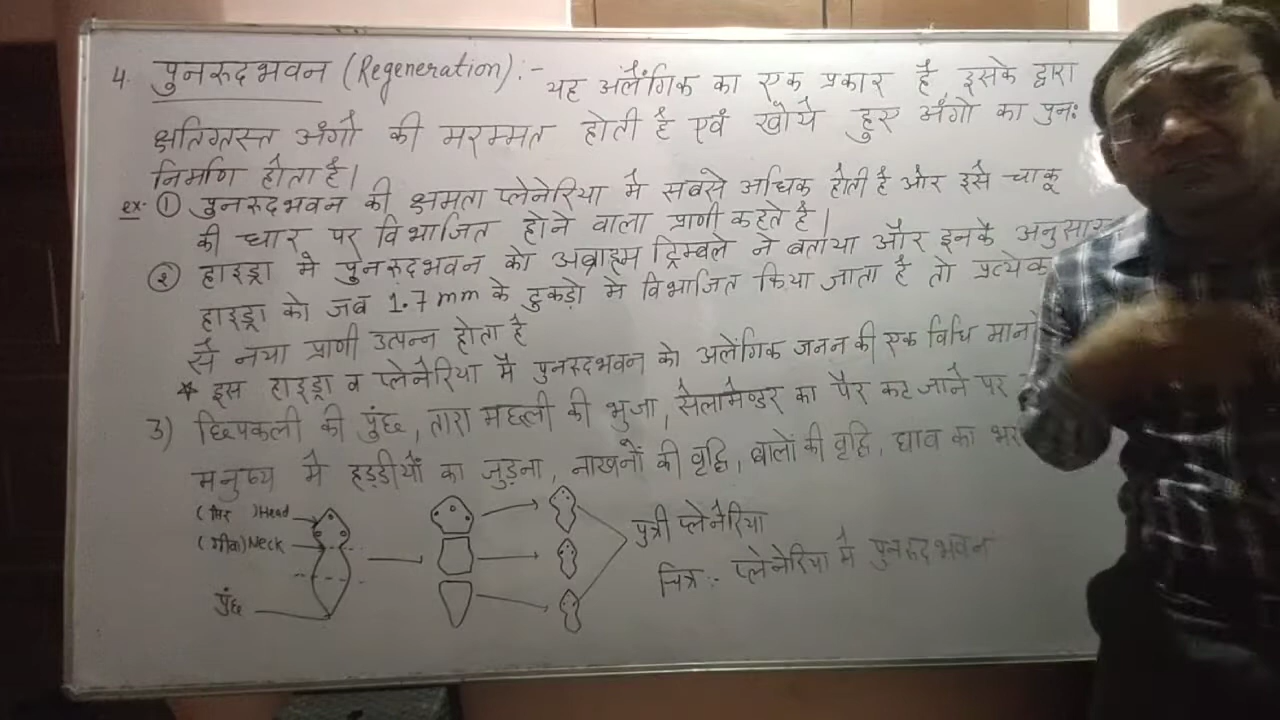 4. पुनरुदभवन (Regeneration) :- यह अलैंगिक का एक प्रकार है, इसके द्वारा
क्षतिग्रस्त अंगों की मरम्मत होती है एवं खोये हुए अंगो का पुनः
निर्माण होता है।
ex- ① पुनरुदभवन की क्षमता प्लेनेरिया मे सबसे अधिक होती है और इसे चाकू
की धार पर विभाजित होने वाला प्राणी कहते है।
② हाइड्रा मे पुनरुदभवन को अब्राहम ट्रिम्बले ने बताया और इनके अनुसार
हाइड्रा को जब 1.7 mm के टुकड़ो मे विभाजित किया जाता है तो प्रत्येक
से नया प्राणी उत्पन्न होता है
* इस हाइड्रा व प्लेनेरिया मै पुनरुदभवन को अलेंगिक जनन की एक विधि
3) छिपकली की पुंछ, तारा मछली की भुजा, सैलामेण्डर का पैर कट जाने पर
मनुष्य मै हड्डीयों का जुड़ना, नाखनों की वृद्धि, बालों की वृद्धि, घाव का
(सिर ) Head
(ग्रीवा) Neck
पुंछ
पुत्री प्लेनेरिया
चित्र :- प्लेनेरिया मै पुनरुदभवन